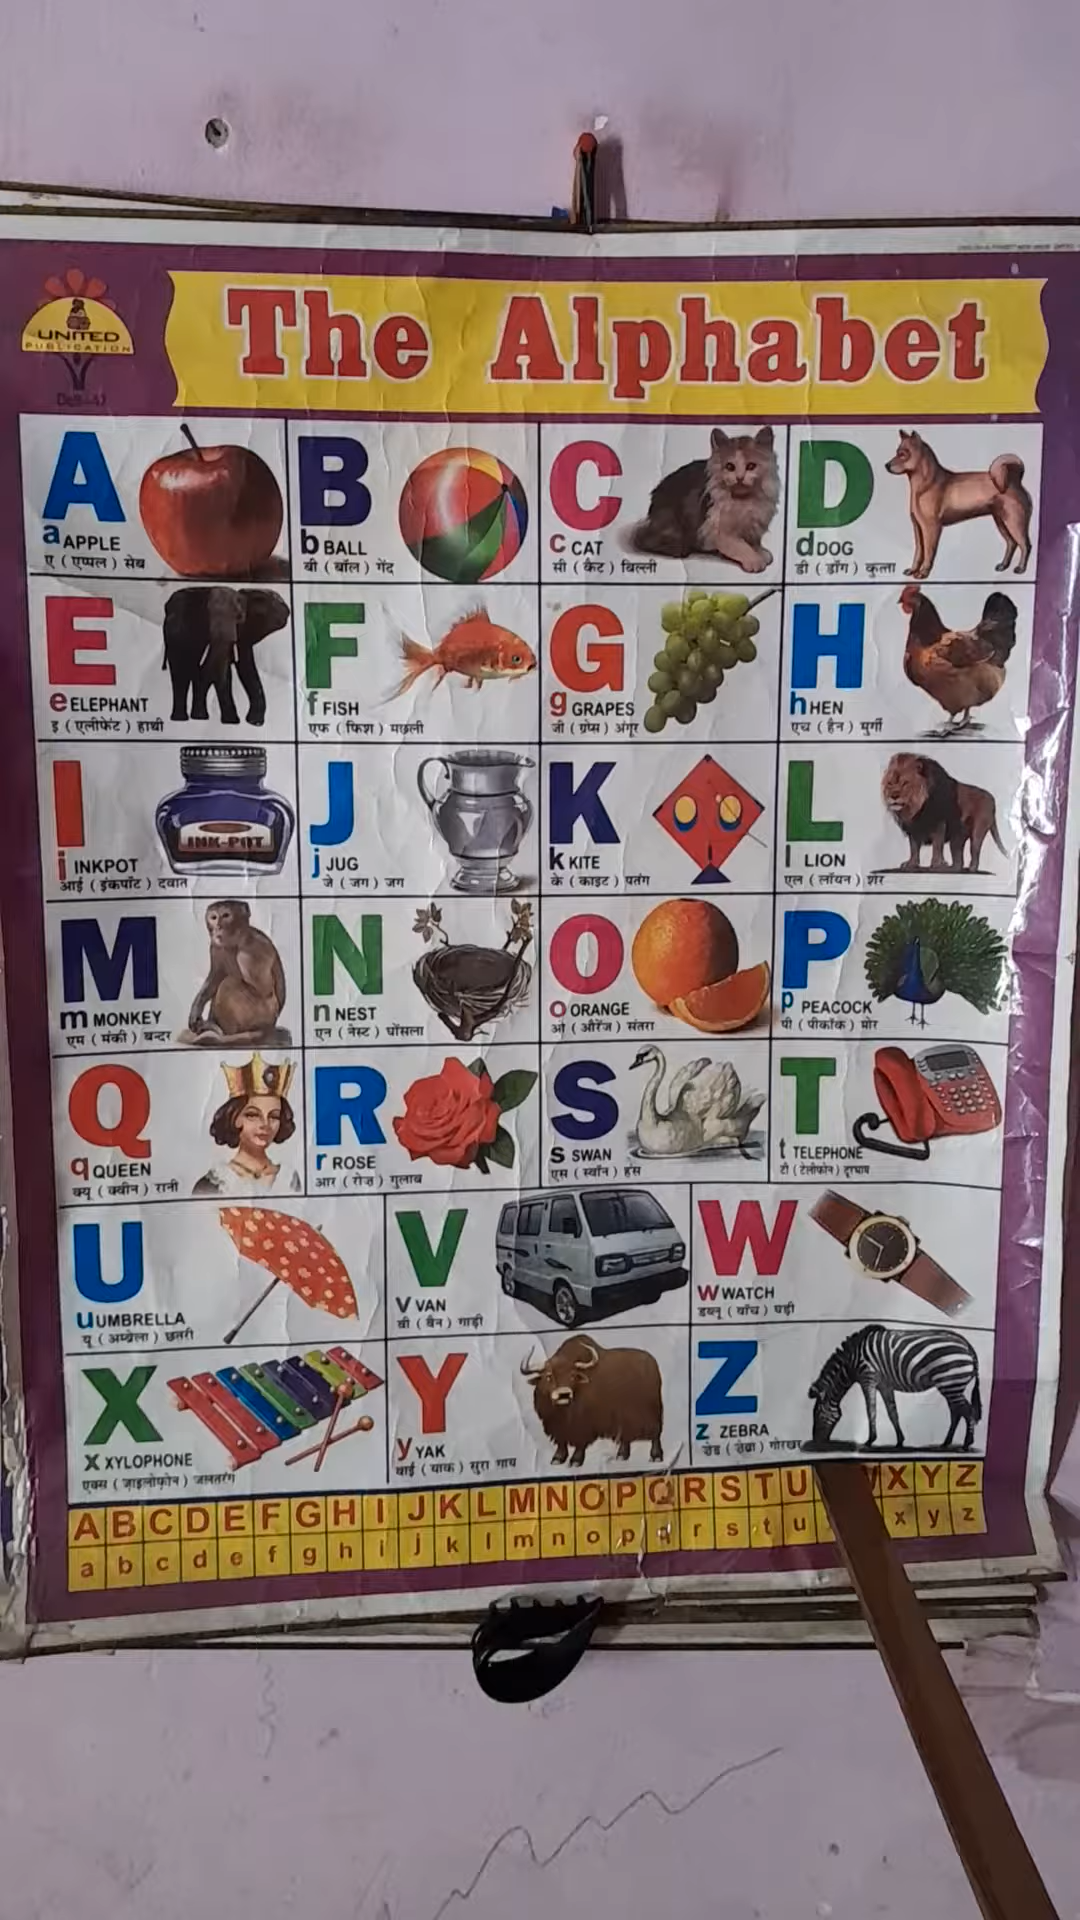 UNITED
PUBLICATION
The Alphabet
A
a APPLE
ए ( एप्पल ) सेब
B
b BALL
बी ( बॉल ) गेंद
C
c CAT
सी ( कैट ) बिल्ली
D
d DOG
डी ( डॉग ) कुत्ता
E
e ELEPHANT
इ ( एलीफेंट ) हाथी
F
f FISH
एफ ( फिश ) मछली
G
g GRAPES
जी ( ग्रेप्स ) अंगूर
H
h HEN
एच ( हैन ) मुर्गी
I
INK-POT
i INKPOT
आई ( इंकपॉट ) दवात
J
j JUG
जे ( जग ) जग
K
k KITE
के ( काइट ) पतंग
L
l LION
एल ( लॉयन ) शेर
M
m MONKEY
एम ( मंकी ) बन्दर
N
n NEST
एन ( नेस्ट ) घोंसला
O
o ORANGE
ओ ( औरेंज ) संतरा
P
p PEACOCK
पी ( पीकॉक ) मोर
Q
q QUEEN
क्यू ( क्वीन ) रानी
R
r ROSE
आर ( रोज़ ) गुलाब
S
s SWAN
एस ( स्वॉन ) हंस
T
t TELEPHONE
टी ( टेलीफोन ) दूरभाष
U
u UMBRELLA
यू ( अम्ब्रेला ) छतरी
V
v VAN
वी ( वैन ) गाड़ी
W
w WATCH
डब्लू ( वॉच ) घड़ी
X
x XYLOPHONE
एक्स ( ज़ाइलोफ़ोन ) जलतरंग
Y
y YAK
वाई ( याक ) सुरा गाय
Z
z ZEBRA
ज़ेड ( ज़ेब्रा ) गोरखर
A B C D E F G H I J K L M N O P Q R S T U X Y Z
a b c d e f g h i j k l m n o p q r s t u x y z